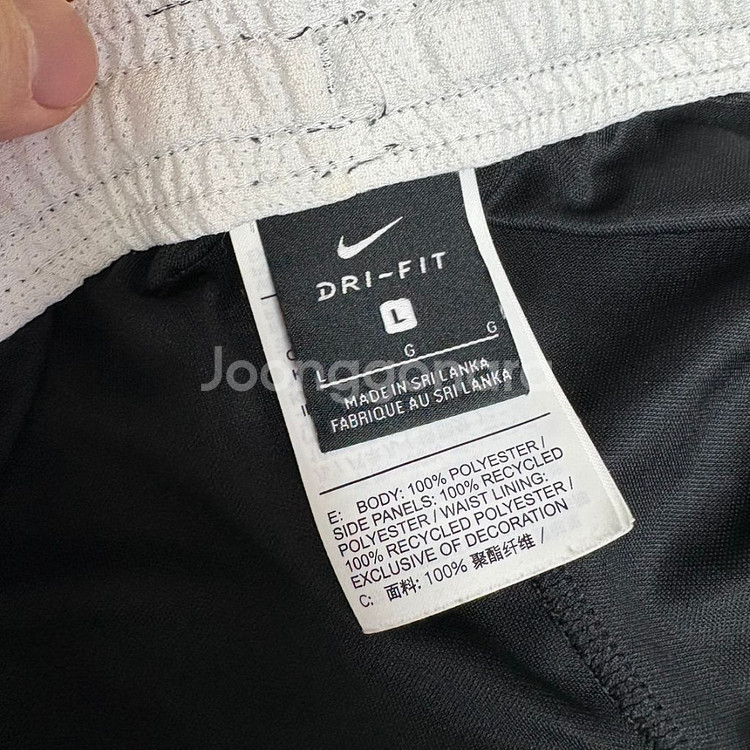 DRI-FIT
L
L G G
MADE IN SRI LANKA
FABRIQUE AU SRI LANKA
E: BODY: 100% POLYESTER /
SIDE PANELS: 100% RECYCLED
POLYESTER / WAIST LINING:
100% RECYCLED POLYESTER /
EXCLUSIVE OF DECORATION
C: 面料: 100% 聚酯纤维 /